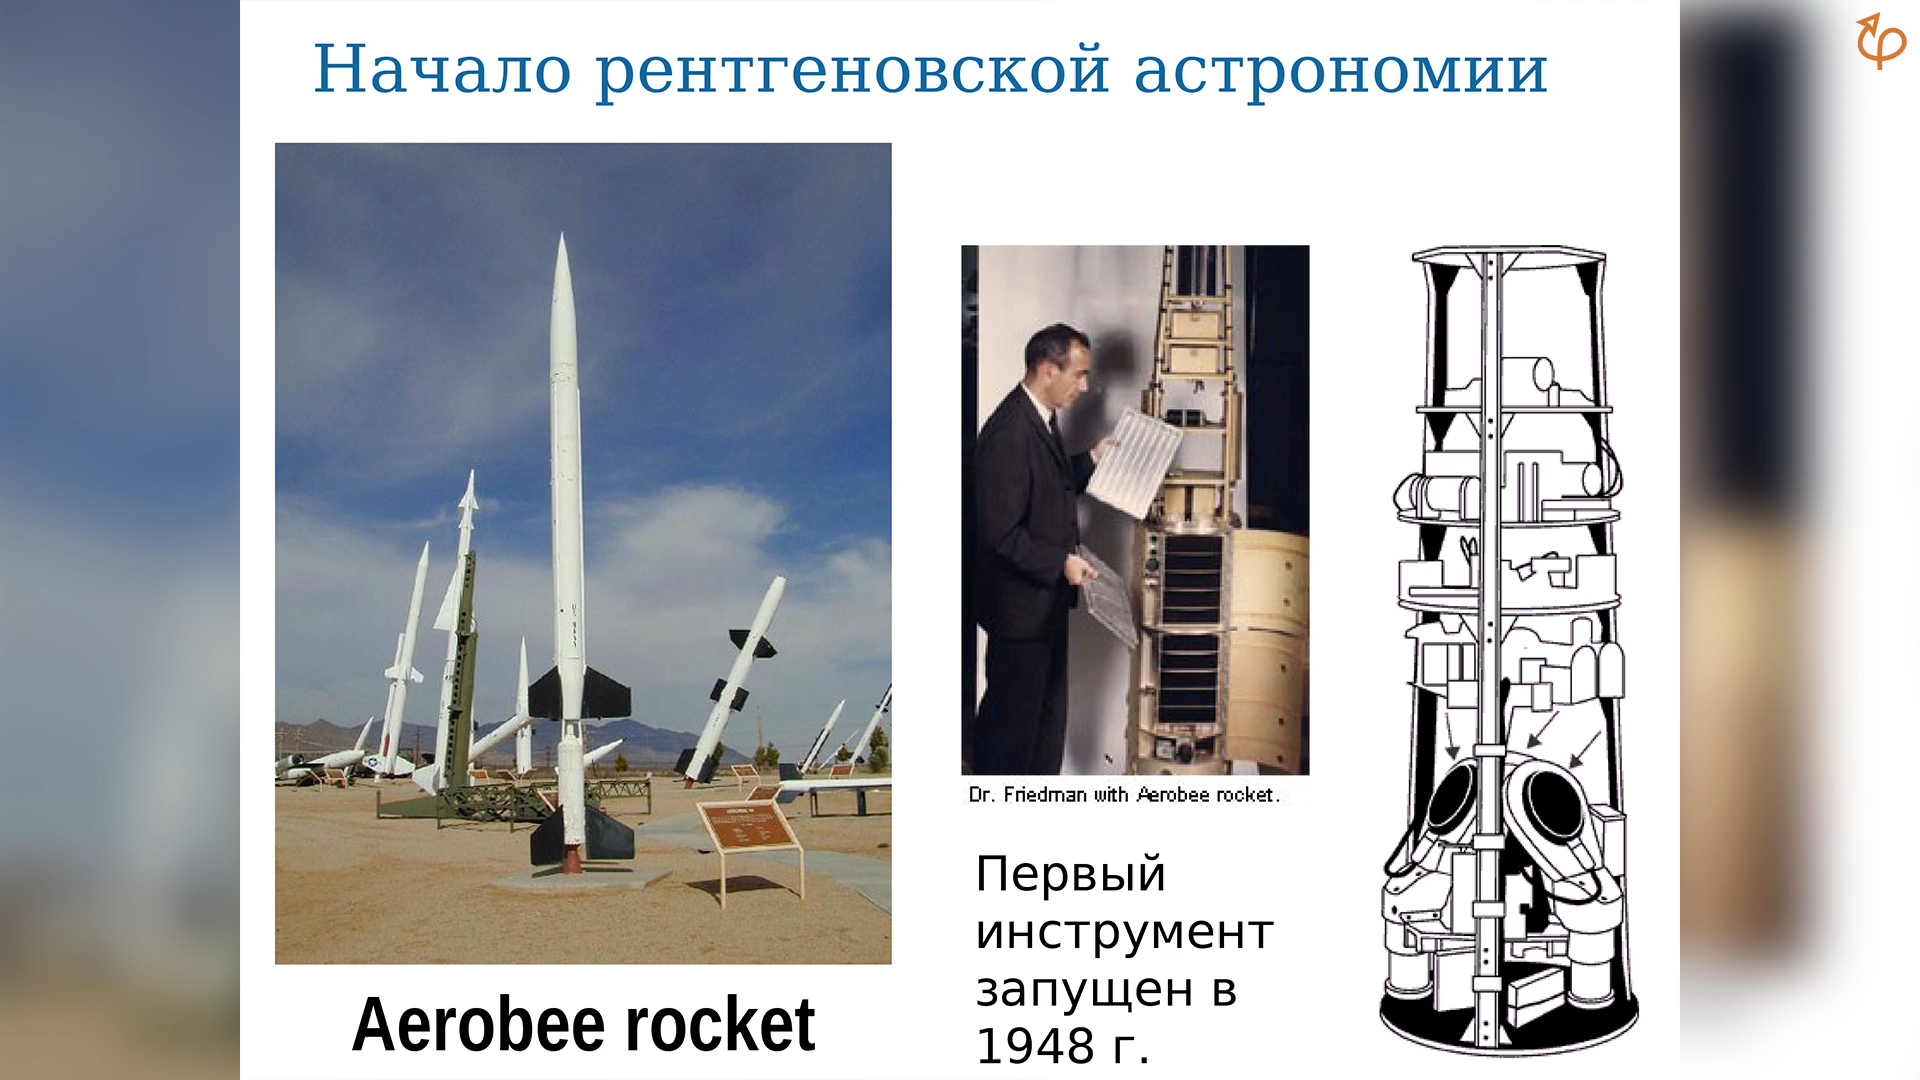 Начало рентгеновской астрономии
Dr. Friedman with Aerobee rocket.
Первый
инструмент
запущен в
1948 г.
Aerobee rocket